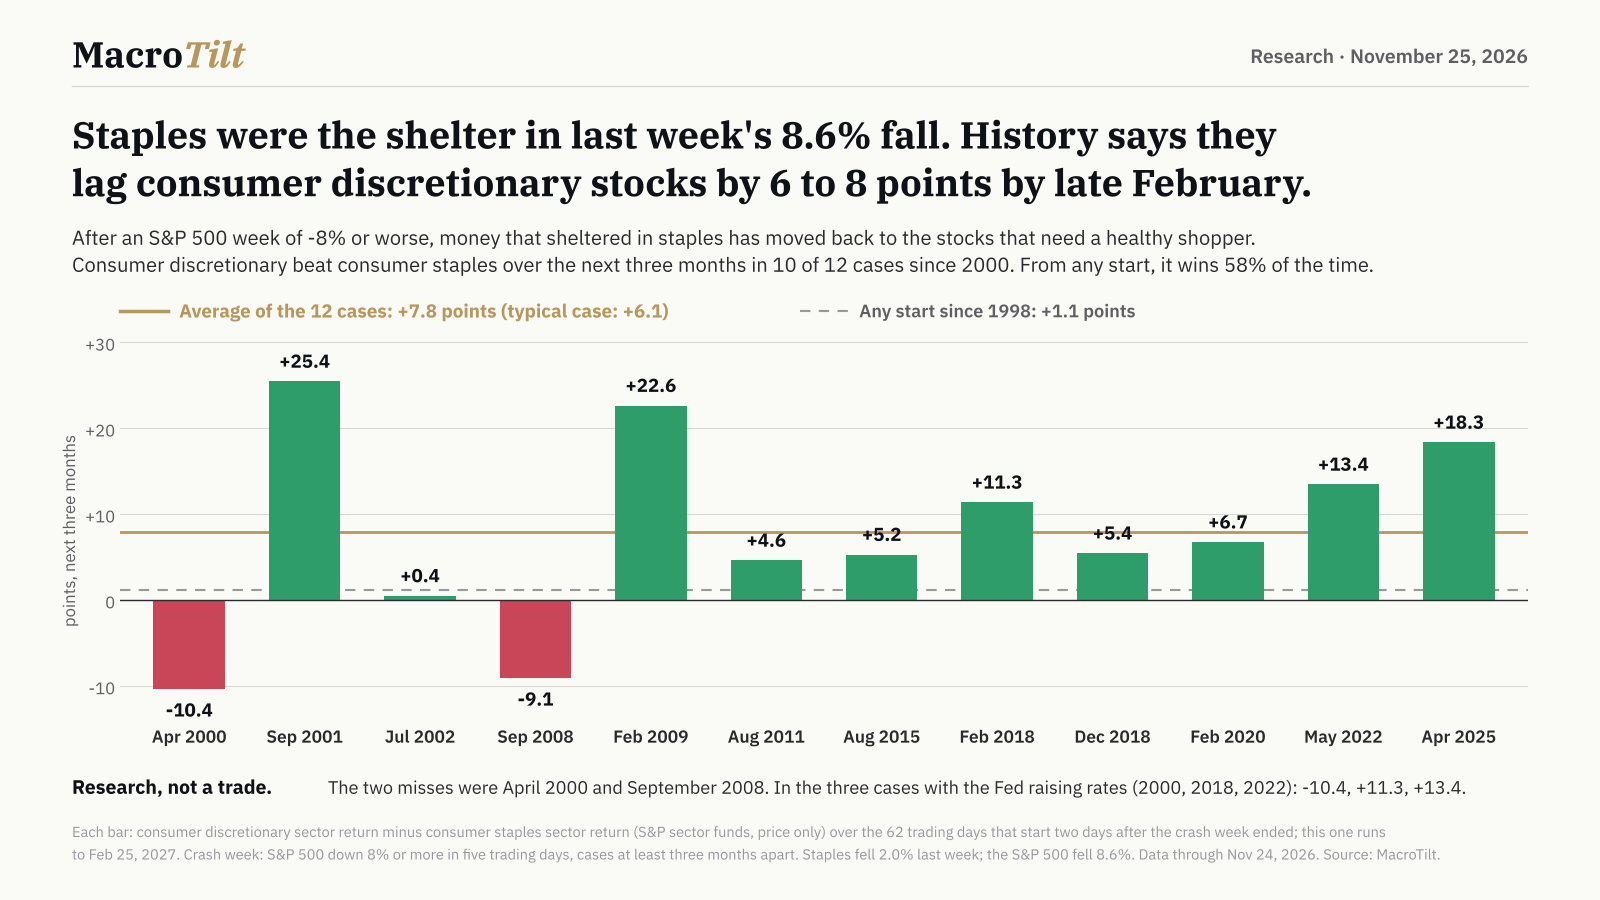 MacroTilt
Research · November 25, 2026
Staples were the shelter in last week's 8.6% fall. History says they
lag consumer discretionary stocks by 6 to 8 points by late February.
After an S&P 500 week of -8% or worse, money that sheltered in staples has moved back to the stocks that need a healthy shopper.
Consumer discretionary beat consumer staples over the next three months in 10 of 12 cases since 2000. From any start, it wins 58% of the time.
Average of the 12 cases: +7.8 points (typical case: +6.1)
Any start since 1998: +1.1 points
points, next three months
+30
+20
+10
0
-10
-10.4
+25.4
+0.4
-9.1
+22.6
+4.6
+5.2
+11.3
+5.4
+6.7
+13.4
+18.3
Apr 2000
Sep 2001
Jul 2002
Sep 2008
Feb 2009
Aug 2011
Aug 2015
Feb 2018
Dec 2018
Feb 2020
May 2022
Apr 2025
Research, not a trade.
The two misses were April 2000 and September 2008. In the three cases with the Fed raising rates (2000, 2018, 2022): -10.4, +11.3, +13.4.
Each bar: consumer discretionary sector return minus consumer staples sector return (S&P sector funds, price only) over the 62 trading days that start two days after the crash week ended; this one runs
to Feb 25, 2027. Crash week: S&P 500 down 8% or more in five trading days, cases at least three months apart. Staples fell 2.0% last week; the S&P 500 fell 8.6%. Data through Nov 24, 2026. Source: MacroTilt.